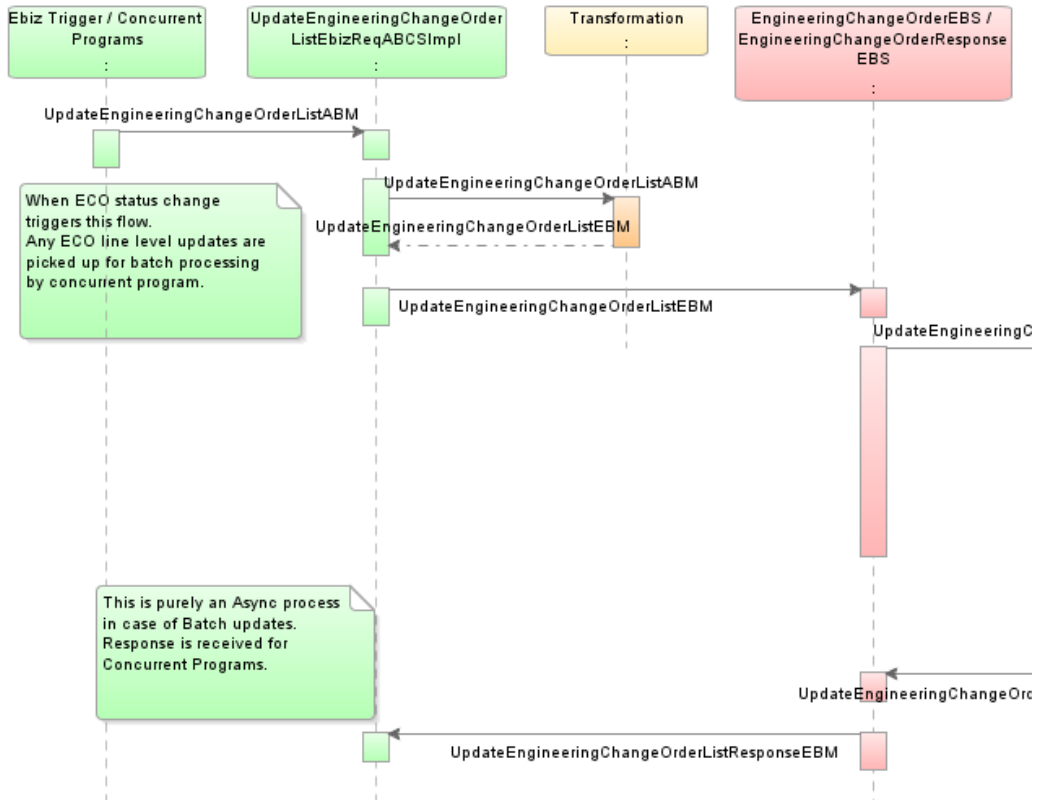 Ebiz Trigger / Concurrent
Programs
:
UpdateEngineeringChangeOrder
ListEbizReqABCSImpl
:
Transformation
:
EngineeringChangeOrderEBS /
EngineeringChangeOrderResponse
EBS
:
UpdateEngineeringChangeOrderListABM
UpdateEngineeringChangeOrderListABM
When ECO status change
triggers this flow.
Any ECO line level updates are
picked up for batch processing
by concurrent program.
UpdateEngineeringChangeOrderListEBM
UpdateEngineeringChangeOrderListEBM
UpdateEngineeringC
This is purely an Async process
in case of Batch updates.
Response is received for
Concurrent Programs.
UpdateEngineeringChangeOrd
UpdateEngineeringChangeOrderListResponseEBM